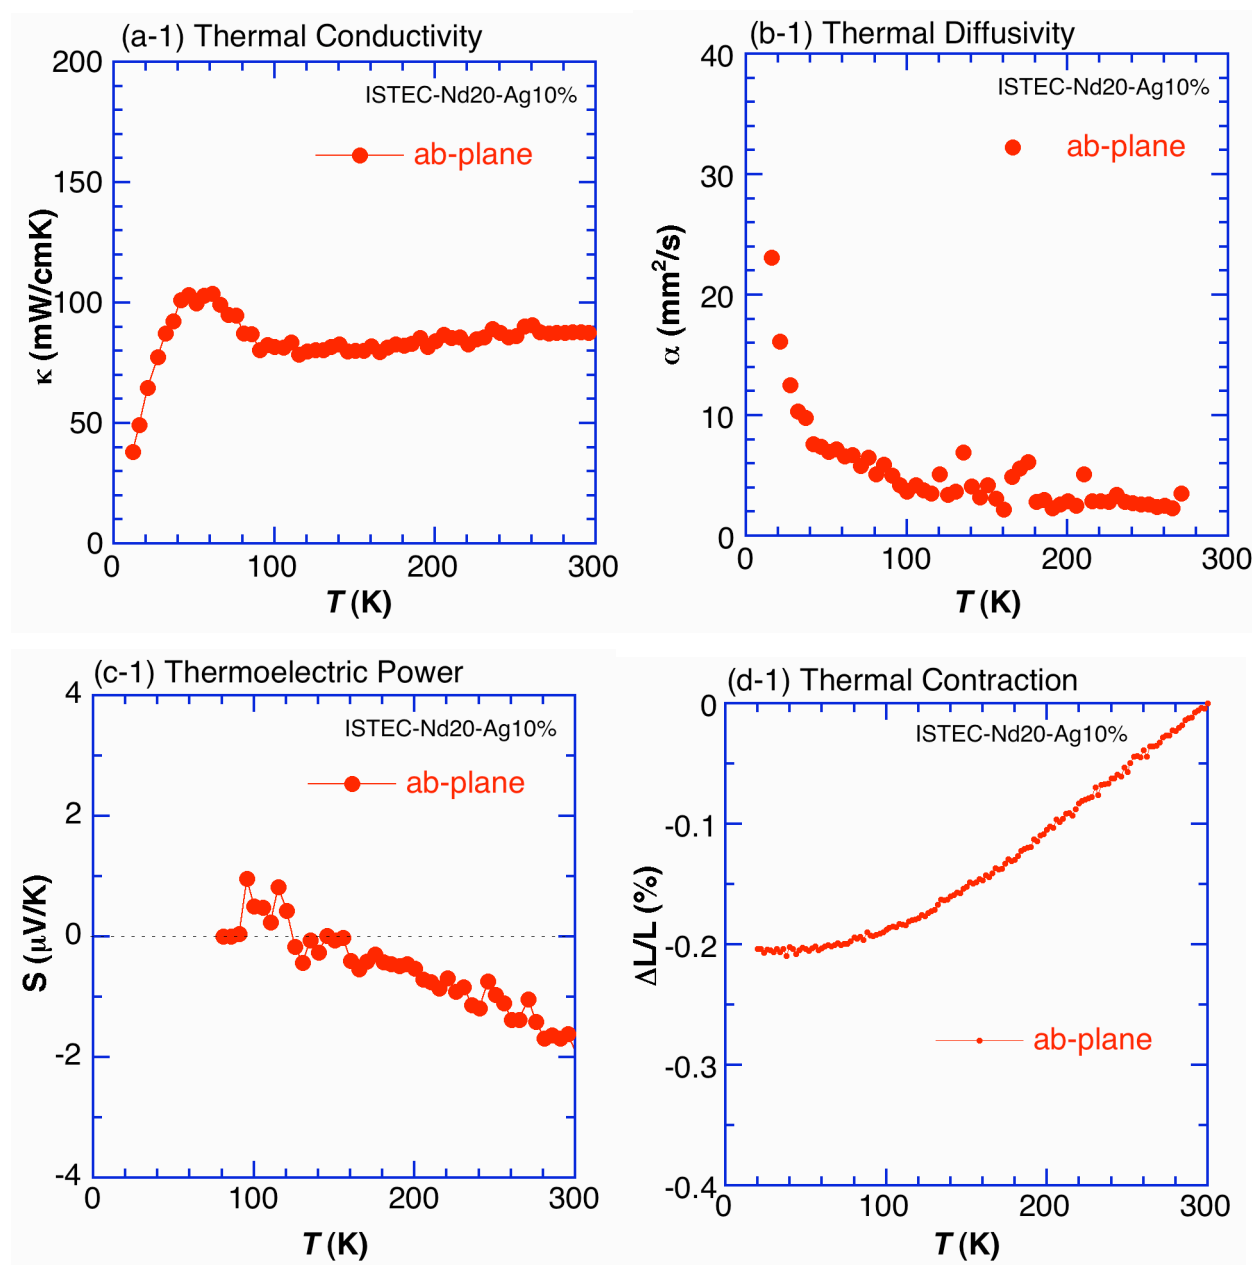 (a-1) Thermal Conductivity
200
150
100
50
0
0 100 200 300
κ (mW/cmK)
T (K)
ISTEC-Nd20-Ag10%
ab-plane
(b-1) Thermal Diffusivity
40
30
20
10
0
0 100 200 300
α (mm²/s)
T (K)
ISTEC-Nd20-Ag10%
ab-plane
(c-1) Thermoelectric Power
4
2
0
-2
-4
0 100 200 300
S (μV/K)
T (K)
ISTEC-Nd20-Ag10%
ab-plane
(d-1) Thermal Contraction
0
-0.1
-0.2
-0.3
-0.4
0 100 200 300
ΔL/L (%)
T (K)
ISTEC-Nd20-Ag10%
ab-plane